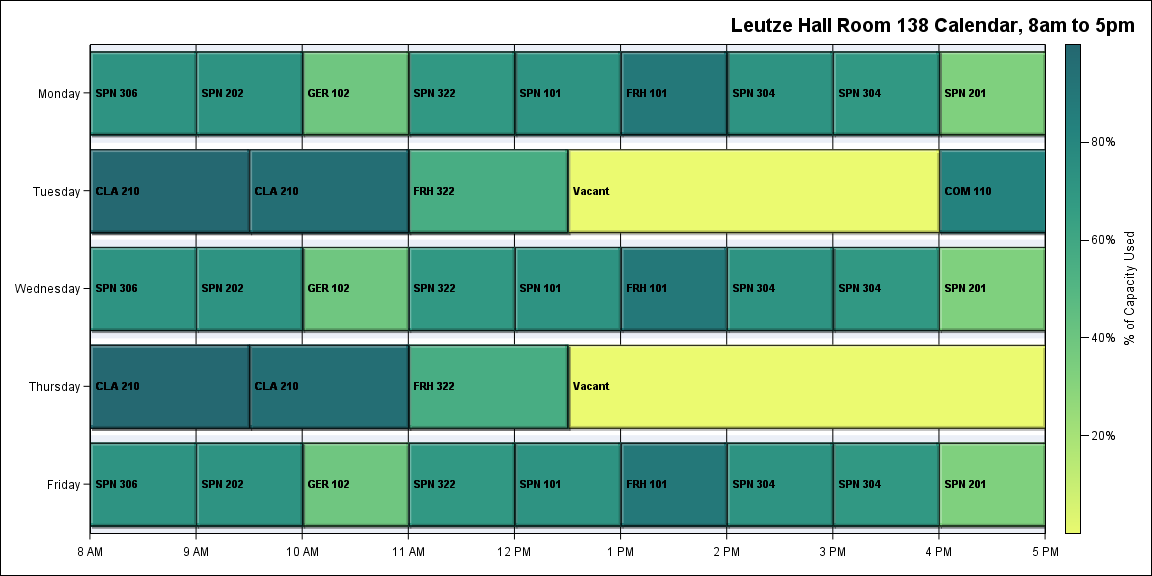 Leutze Hall Room 138 Calendar, 8am to 5pm
Monday
SPN 306
SPN 202
GER 102
SPN 322
SPN 101
FRH 101
SPN 304
SPN 304
SPN 201
Tuesday
CLA 210
CLA 210
FRH 322
Vacant
COM 110
Wednesday
SPN 306
SPN 202
GER 102
SPN 322
SPN 101
FRH 101
SPN 304
SPN 304
SPN 201
Thursday
CLA 210
CLA 210
FRH 322
Vacant
Friday
SPN 306
SPN 202
GER 102
SPN 322
SPN 101
FRH 101
SPN 304
SPN 304
SPN 201
8 AM
9 AM
10 AM
11 AM
12 PM
1 PM
2 PM
3 PM
4 PM
5 PM
80%
60%
40%
20%
% of Capacity Used